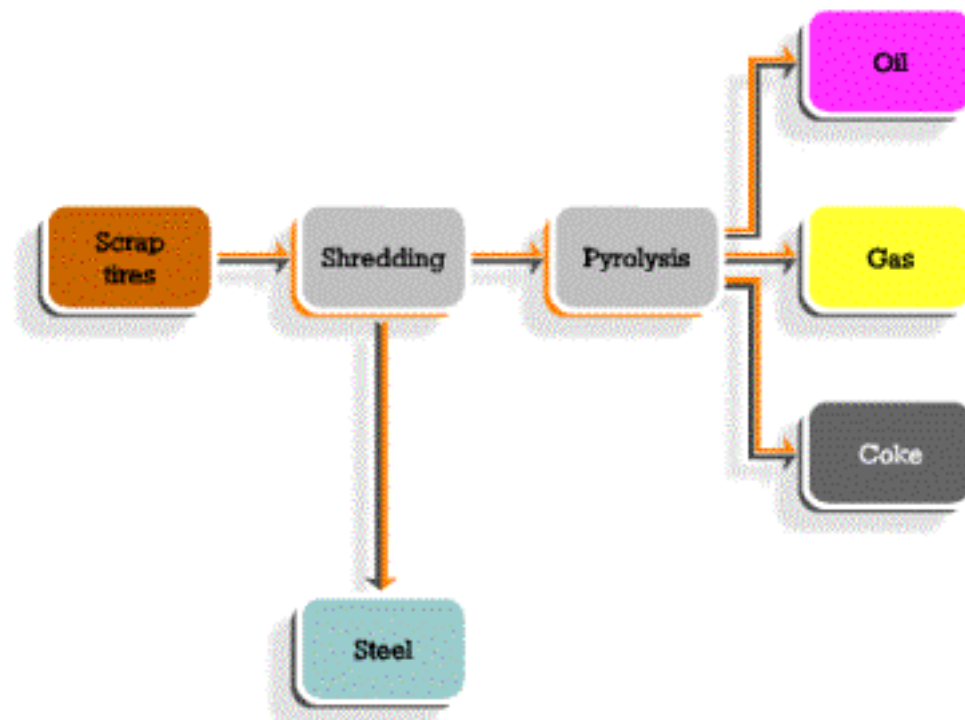 Oil
Scrap
tires
Shredding
Pyrolysis
Gas
Coke
Steel